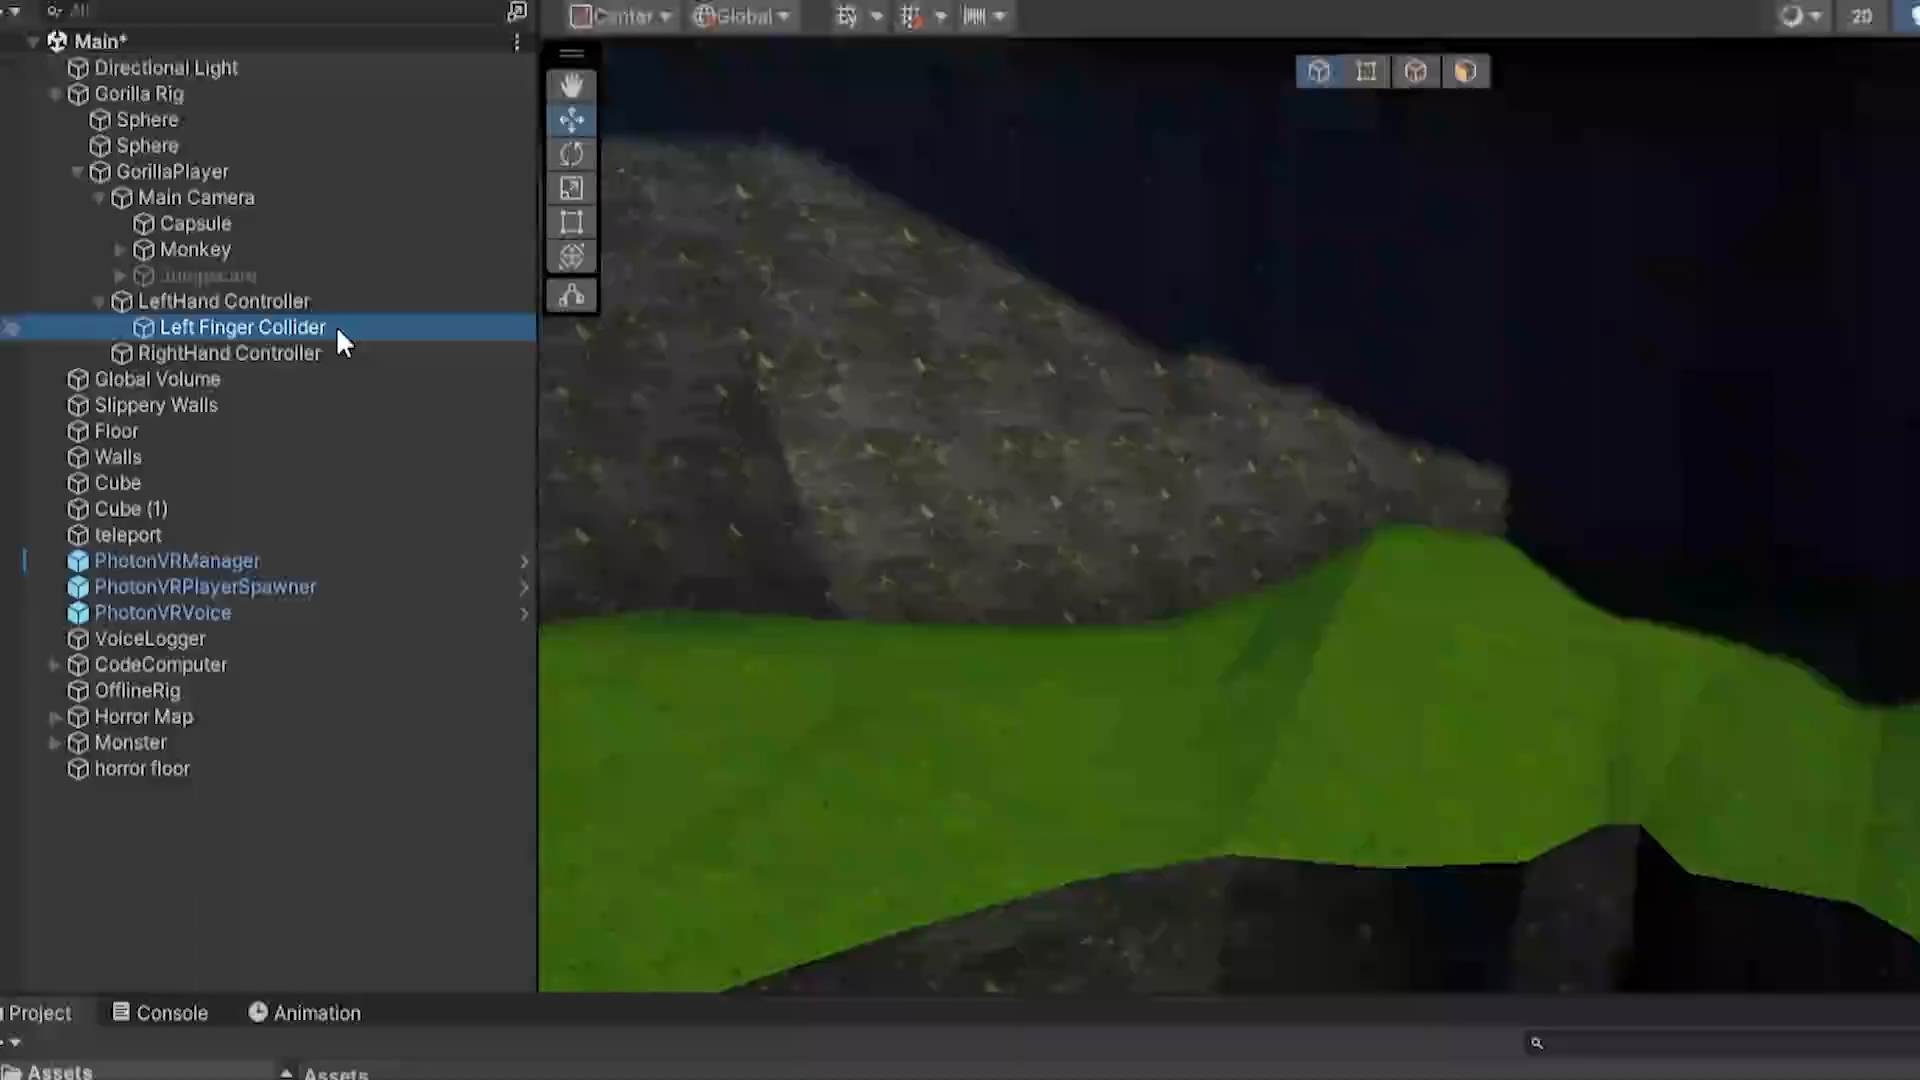 All
Center
Global
2D
Main*
Directional Light
Gorilla Rig
Sphere
Sphere
GorillaPlayer
Main Camera
Capsule
Monkey
Jumpscare
LeftHand Controller
Left Finger Collider
RightHand Controller
Global Volume
Slippery Walls
Floor
Walls
Cube
Cube (1)
teleport
PhotonVRManager
PhotonVRPlayerSpawner
PhotonVRVoice
VoiceLogger
CodeComputer
OfflineRig
Horror Map
Monster
horror floor
Project
Console
Animation
Assets
Assets